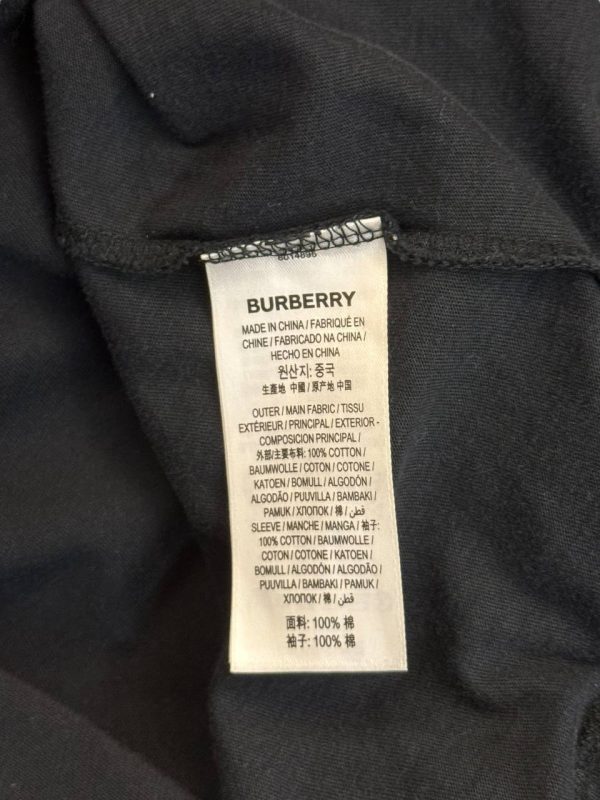 8014896
BURBERRY
MADE IN CHINA / FABRIQUÉ EN
CHINE / FABRICADO NA CHINA /
HECHO EN CHINA
원산지: 중국
生產地 中國 / 原产地 中国
OUTER / MAIN FABRIC / TISSU
EXTÉRIEUR / PRINCIPAL / EXTERIOR -
COMPOSICION PRINCIPAL /
外部/主要布料: 100% COTTON /
BAUMWOLLE / COTON / COTONE /
KATOEN / BOMULL / ALGODÓN /
ALGODÃO / PUUVILLA / BAMBAKI /
PAMUK / ХЛОПОК / 棉 / قطن /
SLEEVE / MANCHE / MANGA / 袖子:
100% COTTON / BAUMWOLLE /
COTON / COTONE / KATOEN /
BOMULL / ALGODÓN / ALGODÃO /
PUUVILLA / BAMBAKI / PAMUK /
ХЛОПОК / 棉 / قطن /
面料: 100% 棉
袖子: 100% 棉